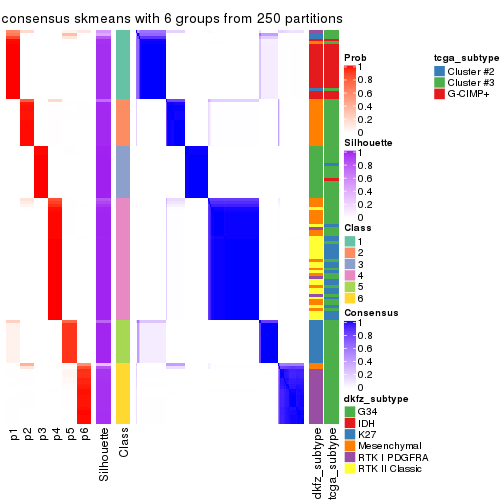 consensus skmeans with 6 groups from 250 partitions
Prob
1
0.8
0.6
0.4
0.2
0
Silhouette
1
0.8
0.6
0.4
0.2
0
Class
1
2
3
4
5
6
Consensus
1
0.8
0.6
0.4
0.2
0
dkfz_subtype
G34
IDH
K27
Mesenchymal
RTK I PDGFRA
RTK II Classic
tcga_subtype
Cluster #2
Cluster #3
G-CIMP+
p1
p2
p3
p4
p5
p6
Silhouette
Class
dkfz_subtype
tcga_subtype